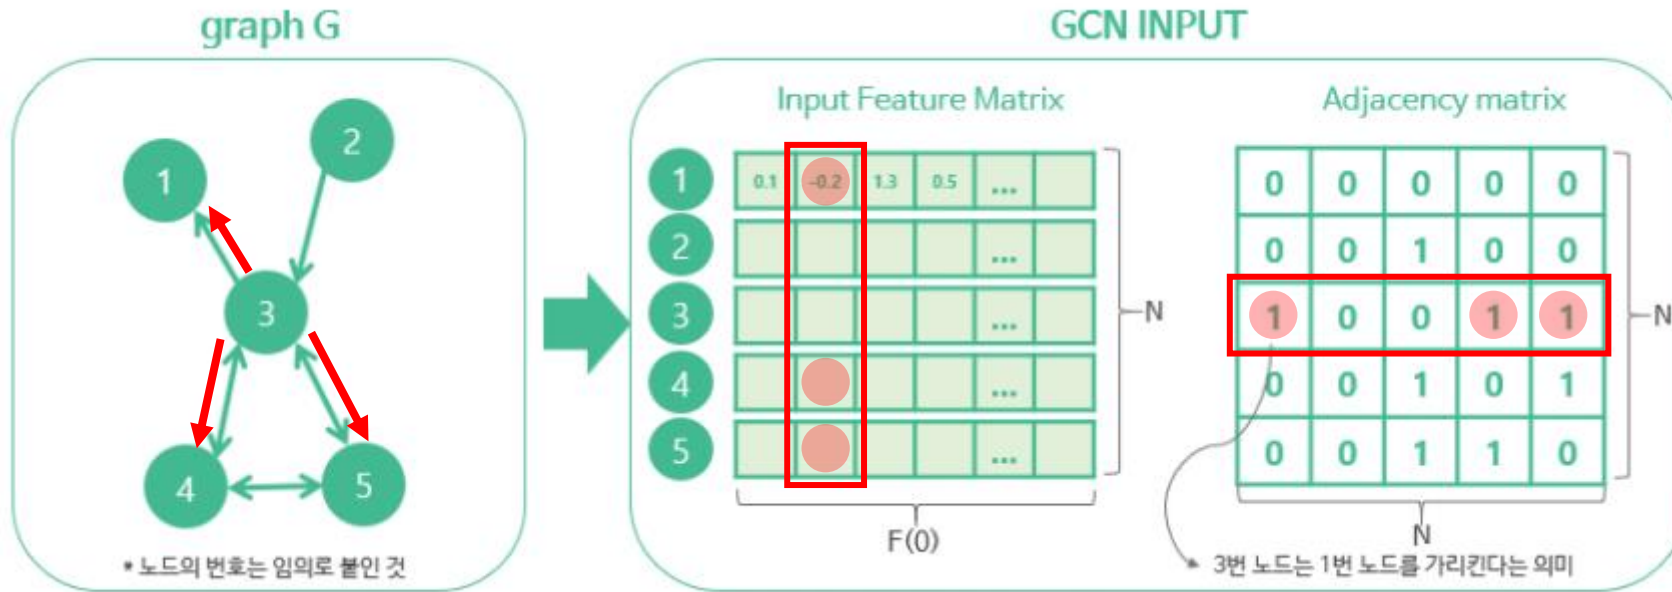 graph G
1
2
3
4
5
* 노드의 번호는 임의로 붙인 것
GCN INPUT
Input Feature Matrix
1 0.1 -0.2 1.3 0.5 ...
2 ...
3 ...
4 ...
5 ...
N
F(0)
Adjacency matrix
0 0 0 0 0
0 0 1 0 0
1 0 0 1 1
0 0 1 0 1
0 0 1 1 0
N
N
3번 노드는 1번 노드를 가리킨다는 의미